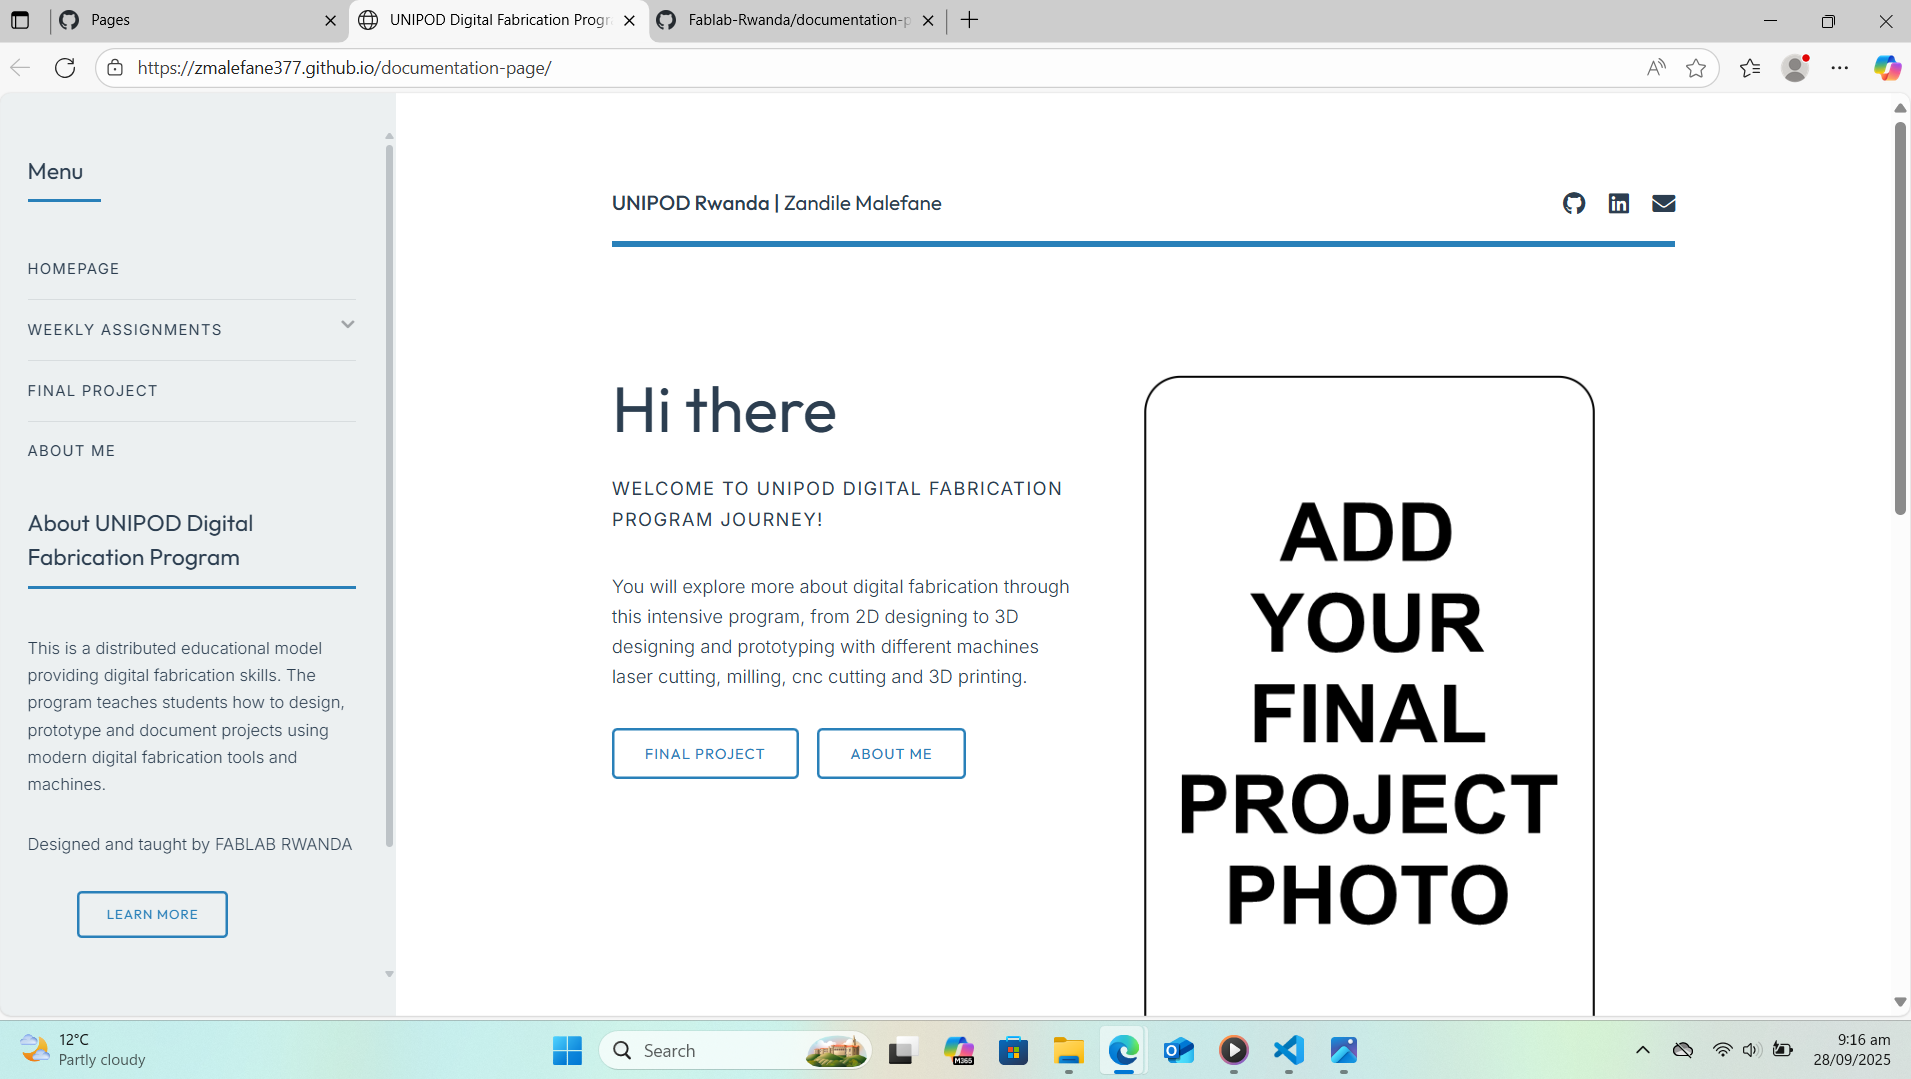 Pages
UNIPOD Digital Fabrication Progr
Fablab-Rwanda/documentation-p
https://zmalefane377.github.io/documentation-page/
Menu
HOMEPAGE
WEEKLY ASSIGNMENTS
FINAL PROJECT
ABOUT ME
About UNIPOD Digital
Fabrication Program
This is a distributed educational model
providing digital fabrication skills. The
program teaches students how to design,
prototype and document projects using
modern digital fabrication tools and
machines.
Designed and taught by FABLAB RWANDA
LEARN MORE
UNIPOD Rwanda | Zandile Malefane
Hi there
WELCOME TO UNIPOD DIGITAL FABRICATION
PROGRAM JOURNEY!
You will explore more about digital fabrication through
this intensive program, from 2D designing to 3D
designing and prototyping with different machines
laser cutting, milling, cnc cutting and 3D printing.
FINAL PROJECT
ABOUT ME
ADD
YOUR
FINAL
PROJECT
PHOTO
12°C
Partly cloudy
Search
M365
9:16 am
28/09/2025